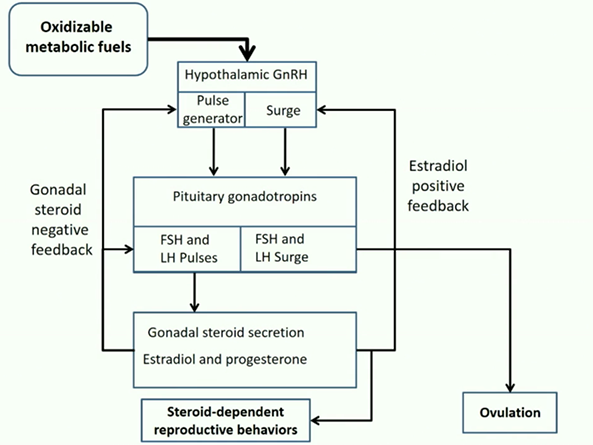 Oxidizable
metabolic fuels
Hypothalamic GnRH
Pulse
generator
Surge
Gonadal
steroid
negative
feedback
Estradiol
positive
feedback
Pituitary gonadotropins
FSH and
LH Pulses
FSH and
LH Surge
Gonadal steroid secretion
Estradiol and progesterone
Steroid-dependent
reproductive behaviors
Ovulation